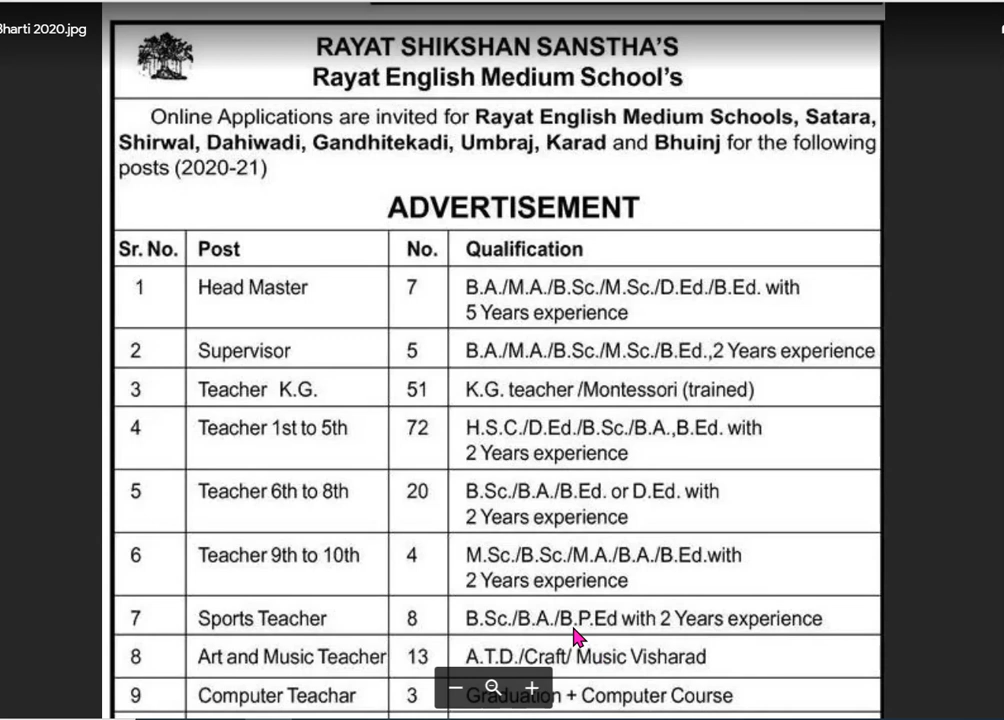 Bharti 2020.jpg
RAYAT SHIKSHAN SANSTHA'S
Rayat English Medium School's
Online Applications are invited for Rayat English Medium Schools, Satara,
Shirwal, Dahiwadi, Gandhitekadi, Umbraj, Karad and Bhuinj for the following
posts (2020-21)
ADVERTISEMENT
Sr. No. Post No. Qualification
1 Head Master 7 B.A./M.A./B.Sc./M.Sc./D.Ed./B.Ed. with
5 Years experience
2 Supervisor 5 B.A./M.A./B.Sc./M.Sc./B.Ed.,2 Years experience
3 Teacher K.G. 51 K.G. teacher /Montessori (trained)
4 Teacher 1st to 5th 72 H.S.C./D.Ed./B.Sc./B.A.,B.Ed. with
2 Years experience
5 Teacher 6th to 8th 20 B.Sc./B.A./B.Ed. or D.Ed. with
2 Years experience
6 Teacher 9th to 10th 4 M.Sc./B.Sc./M.A./B.A./B.Ed.with
2 Years experience
7 Sports Teacher 8 B.Sc./B.A./B.P.Ed with 2 Years experience
8 Art and Music Teacher 13 A.T.D./Craft/ Music Visharad
9 Computer Teachar 3 Graduation + Computer Course